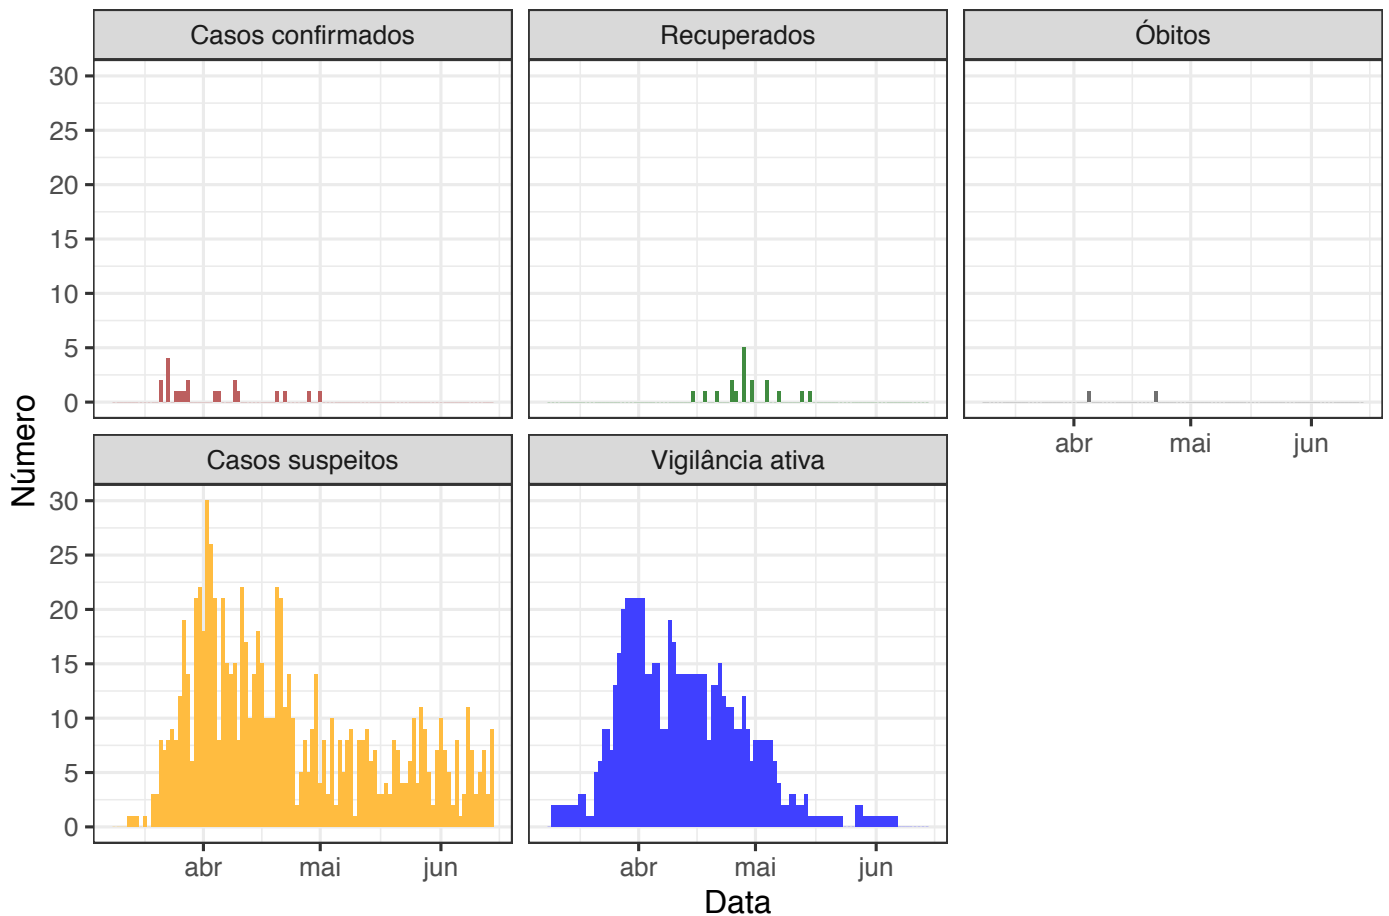 Casos confirmados
Recuperados
Óbitos
30
25
20
15
10
5
0
abr mai jun
Número
Casos suspeitos
Vigilância ativa
30
25
20
15
10
5
0
abr mai jun
abr mai jun
Data